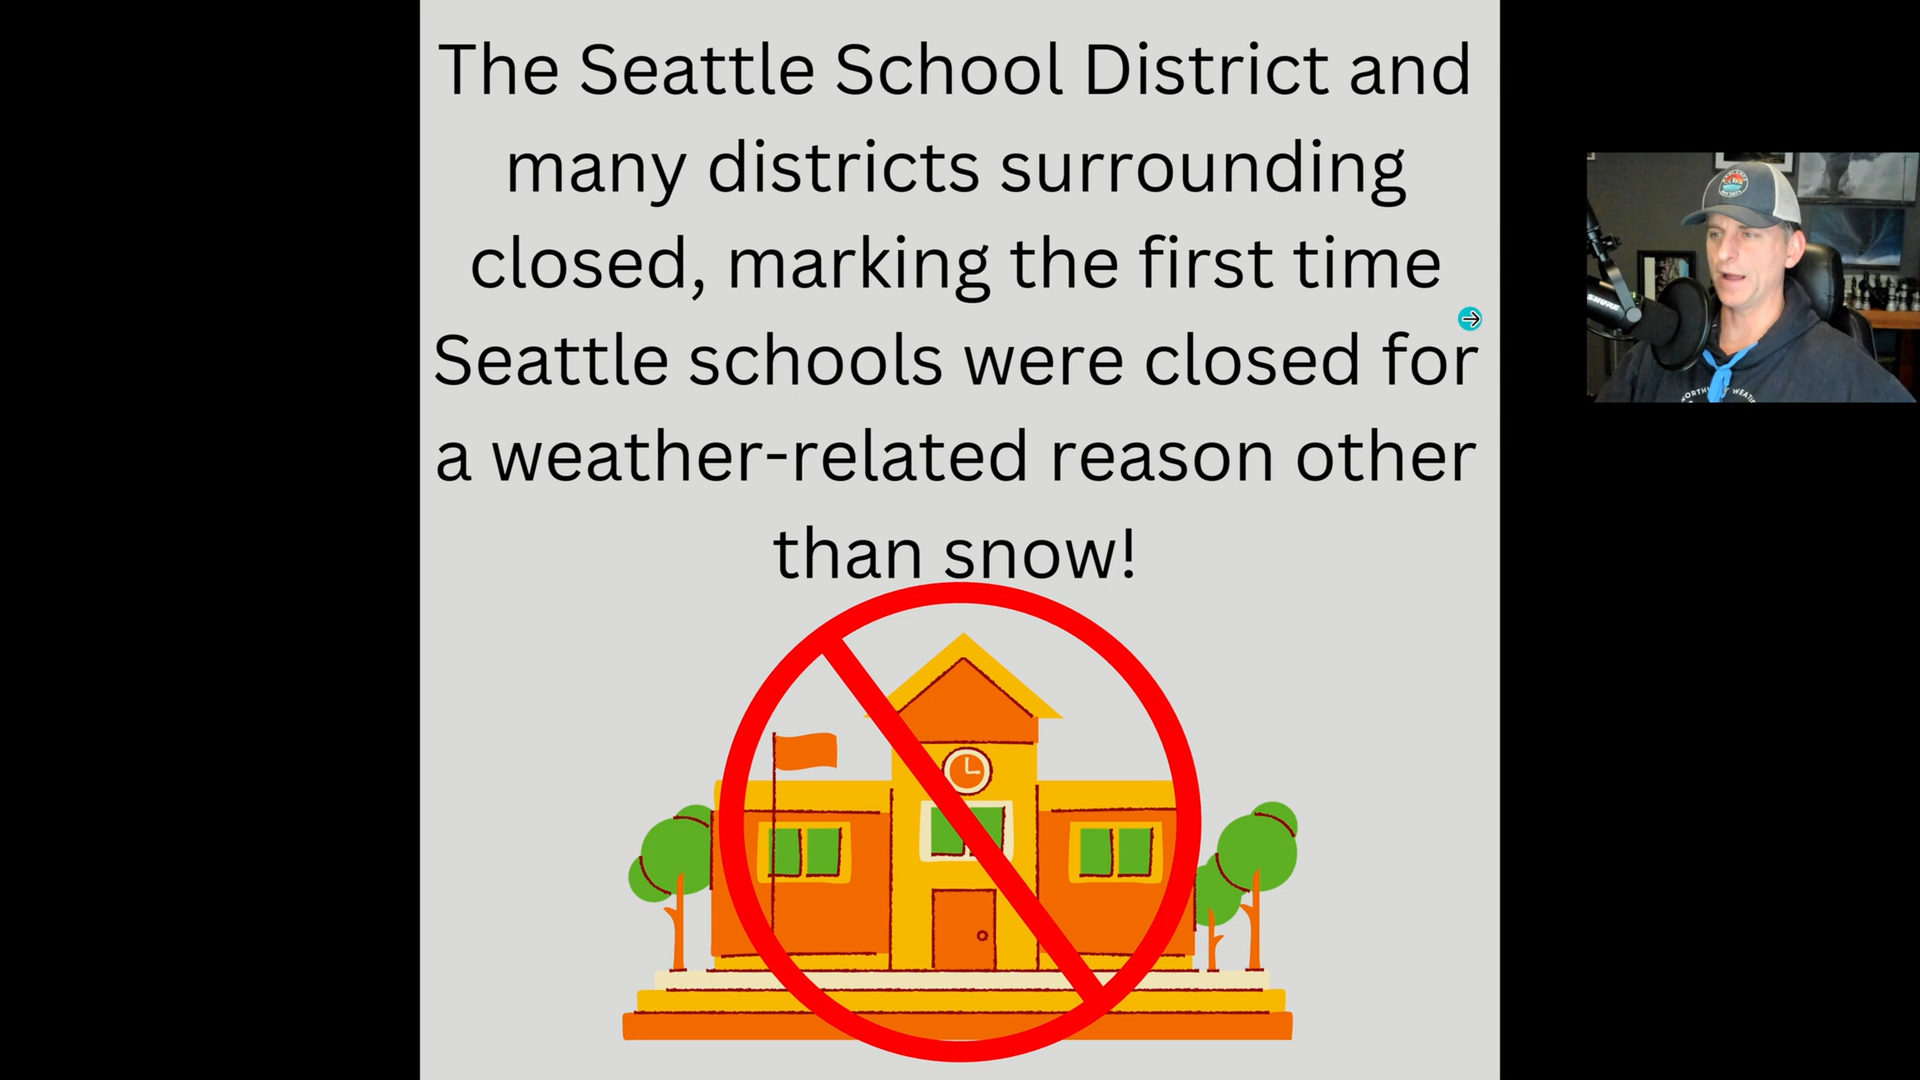 The Seattle School District and
many districts surrounding
closed, marking the first time
Seattle schools were closed for
a weather-related reason other
than snow!
SHURE